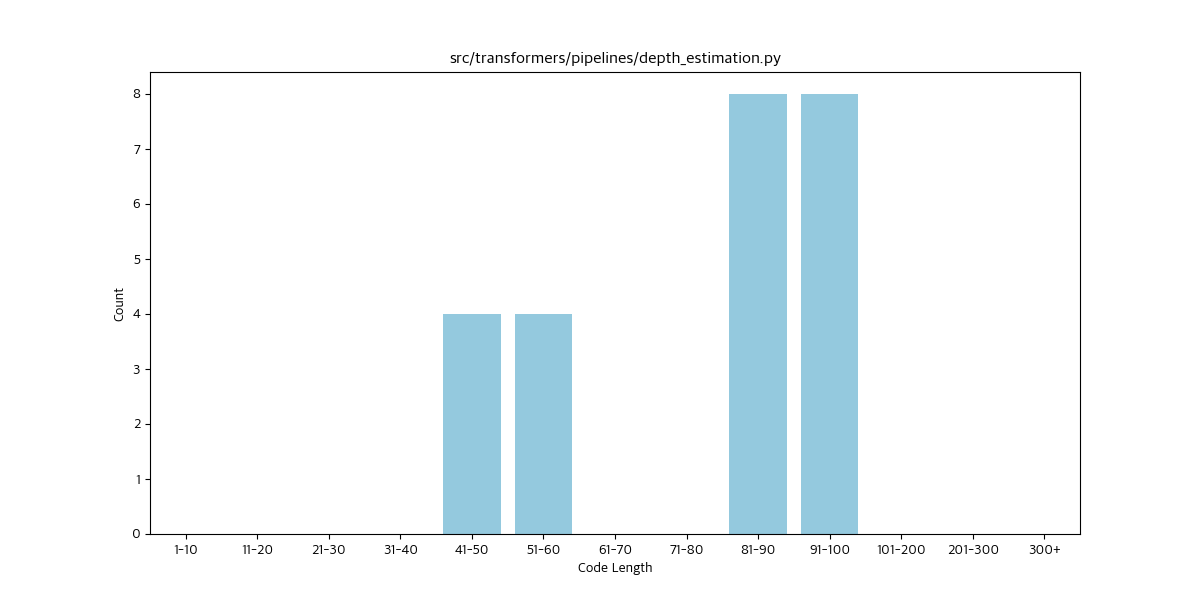 src/transformers/pipelines/depth_estimation.py
8
7
6
5
4
3
2
1
0
Count
1-10 11-20 21-30 31-40 41-50 51-60 61-70 71-80 81-90 91-100 101-200 201-300 300+
Code Length